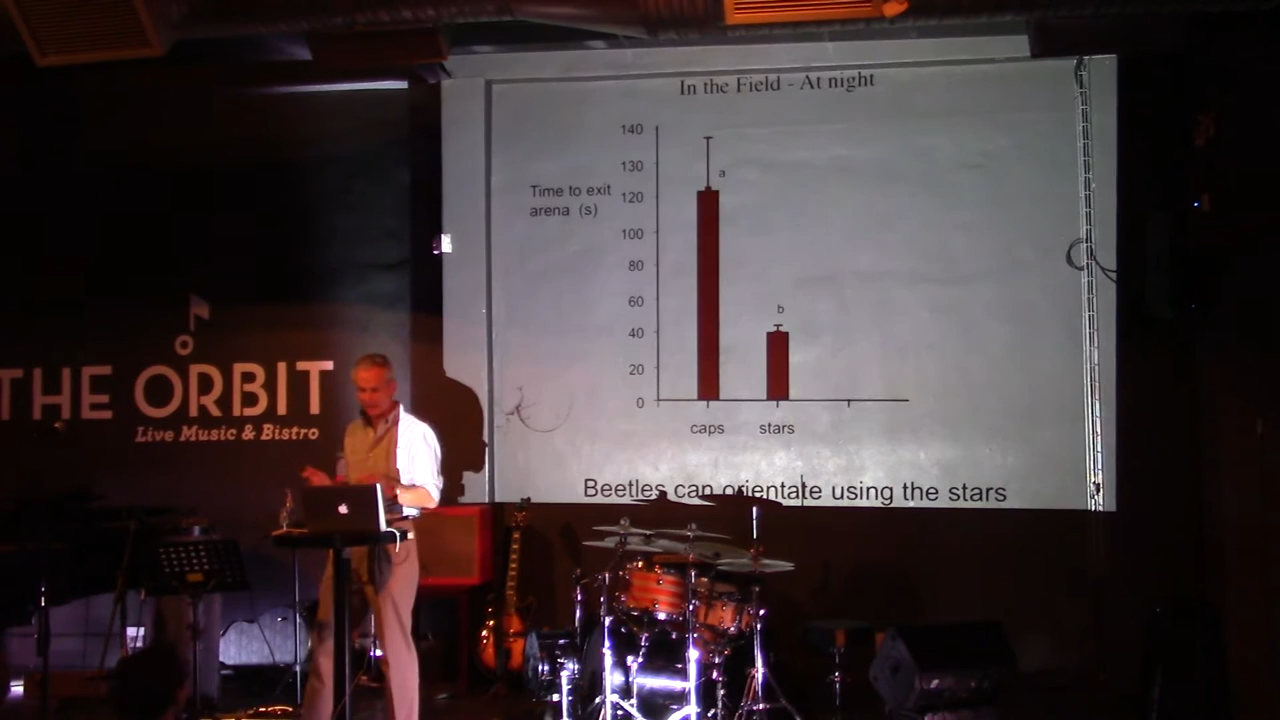 In the Field - At night
140
130
120
100
80
60
40
20
0
Time to exit
arena (s)
a
b
caps
stars
Beetles can orientate using the stars
THE ORBIT
Live Music & Bistro